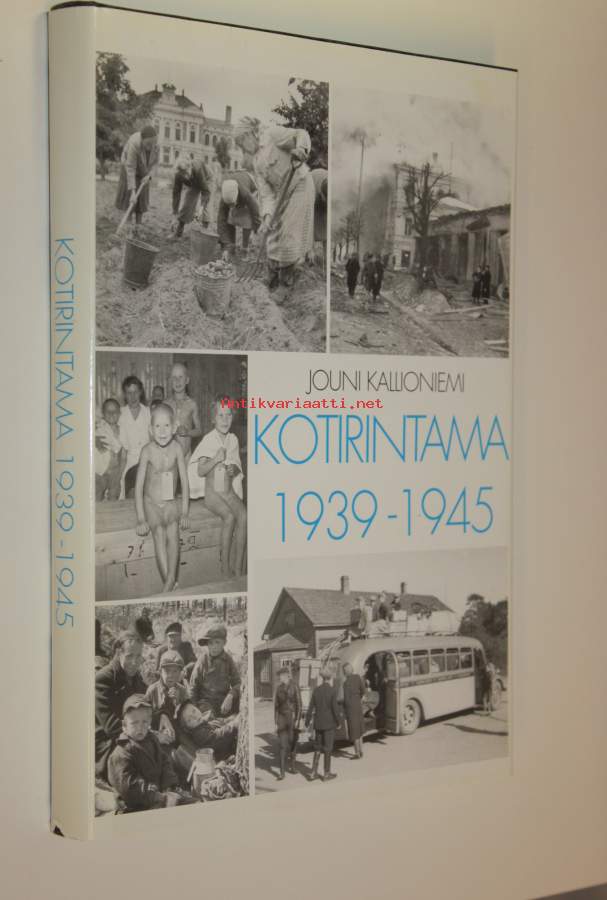 KOTIRINTAMA 1939-1945
JOUNI KALLIONIEMI
Antikvariaatti.net
KOTIRINTAMA
1939-1945